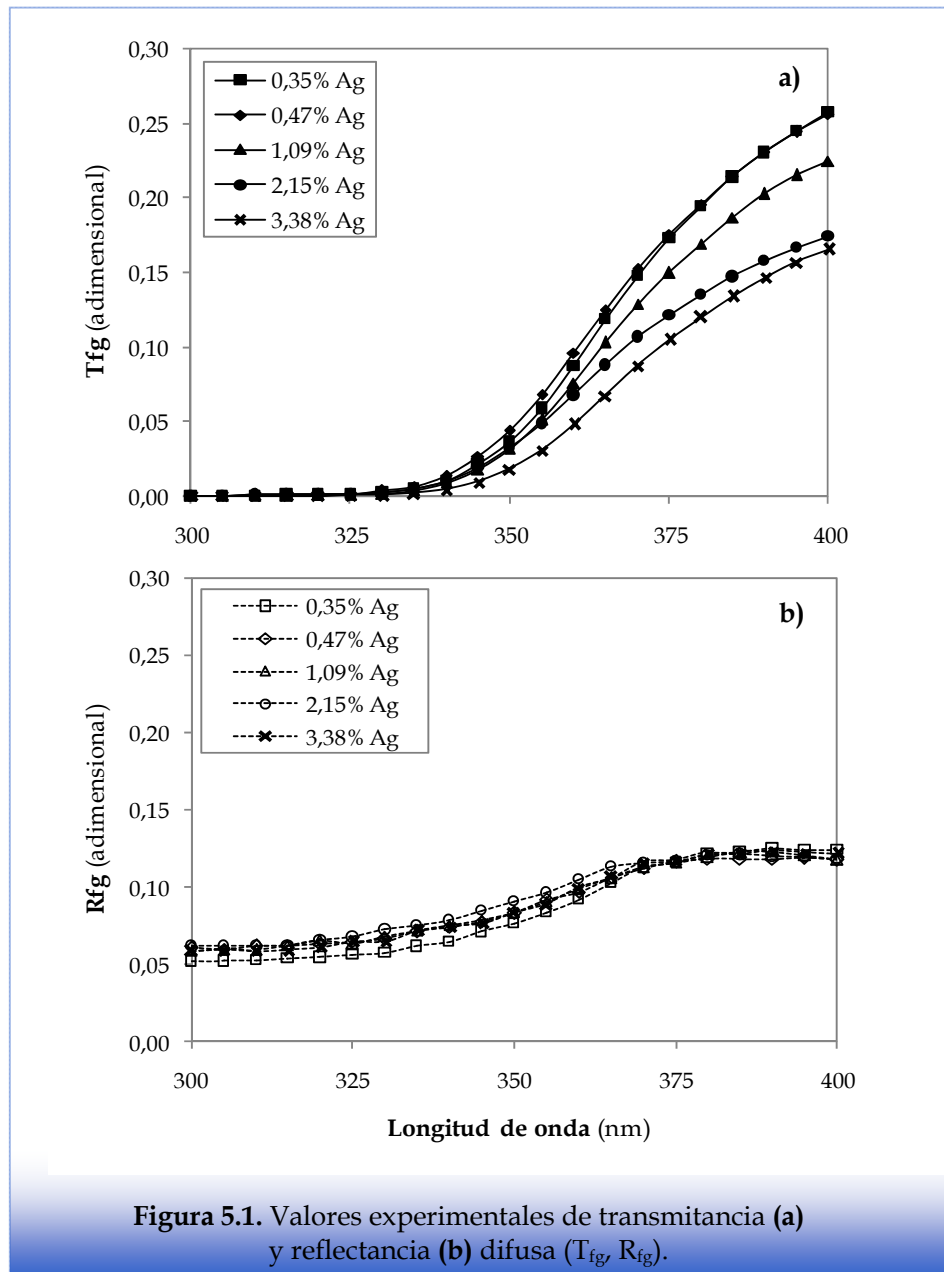 a)
0,30
0,25
0,20
0,15
0,10
0,05
0,00
Tfg (adimensional)
0,35% Ag
0,47% Ag
1,09% Ag
2,15% Ag
3,38% Ag
300 325 350 375 400
b)
0,30
0,25
0,20
0,15
0,10
0,05
0,00
Rfg (adimensional)
0,35% Ag
0,47% Ag
1,09% Ag
2,15% Ag
3,38% Ag
300 325 350 375 400
Longitud de onda (nm)
Figura 5.1. Valores experimentales de transmitancia (a)
y reflectancia (b) difusa (Tfg, Rfg).